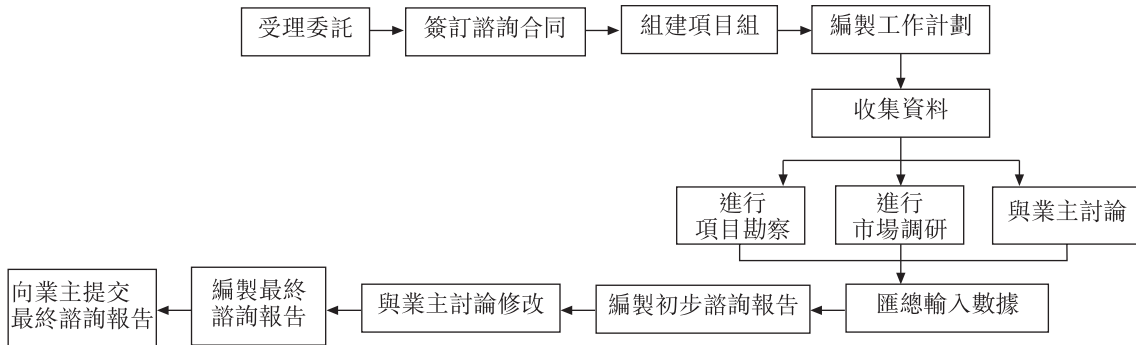 受理委託
簽訂諮詢合同
組建項目組
編製工作計劃
收集資料
進行
項目勘察
進行
市場調研
與業主討論
匯總輸入數據
編製初步諮詢報告
與業主討論修改
編製最終
諮詢報告
向業主提交
最終諮詢報告